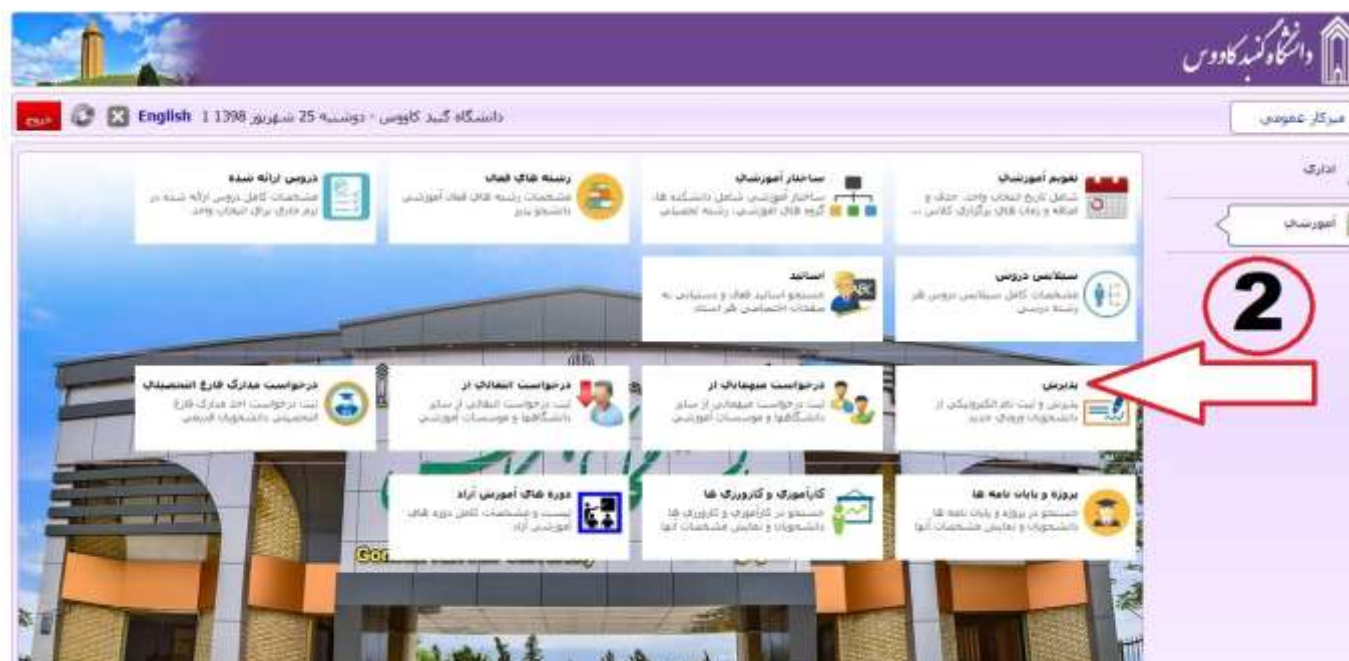 دانشگاه گنبد کاووس
دانشگاه گنبد کاووس - دوشنبه 25 شهریور 1398 1 English
خروج
میزکار عمومی
اداری
آموزشی
2
تقویم آموزشی
شامل تاریخ انتخاب واحد، حذف و
اضافه و زمان های برگزاری کلاس ...
ساختار آموزشی
ساختار آموزشی شامل دانشکده ها،
گروه های آموزشی، رشته تحصیلی
رشته های فعال
مشخصات رشته های فعال آموزشی
دانشجو پذیر
دروس ارائه شده
مشخصات کامل دروس ارائه شده در
ترم جاری برای انتخاب واحد
سیلابس دروس
مشخصات کامل سیلابس دروس هر
رشته درسی
اساتید
جستجو اساتید فعال و دستیابی به
صفحات اختصاصی هر استاد
پذیرش
پذیرش و ثبت نام الکترونیکی از
دانشجویان ورودی جدید
درخواست میهمانی از
ثبت درخواست میهمانی از سایر
دانشگاهها و موسسات آموزشی
درخواست انتقالی از
ثبت درخواست انتقالی از سایر
دانشگاهها و موسسات آموزشی
درخواست مدارک فارغ التحصیلی
ثبت درخواست اخذ مدارک فارغ
التحصیلی دانشجویان قدیمی
پروژه و پایان نامه ها
جستجو در پروژه و پایان نامه ها
دانشجویان و نمایش مشخصات آنها
کارآموزی و کارورزی ها
جستجو در کارآموزی و کارورزی ها
دانشجویان و نمایش مشخصات آنها
دوره های آموزش آزاد
لیست و مشخصات کامل دوره های
آموزشی آزاد